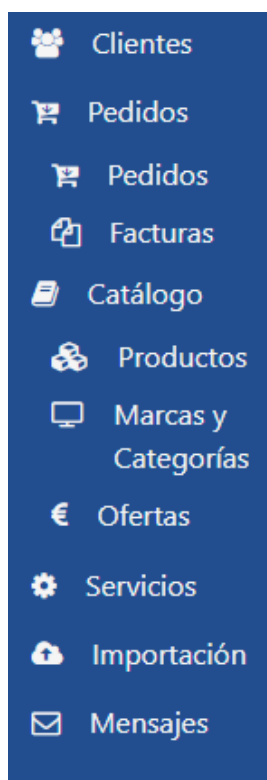 Clientes
Pedidos
Pedidos
Facturas
Catálogo
Productos
Marcas y
Categorías
€ Ofertas
Servicios
Importación
Mensajes